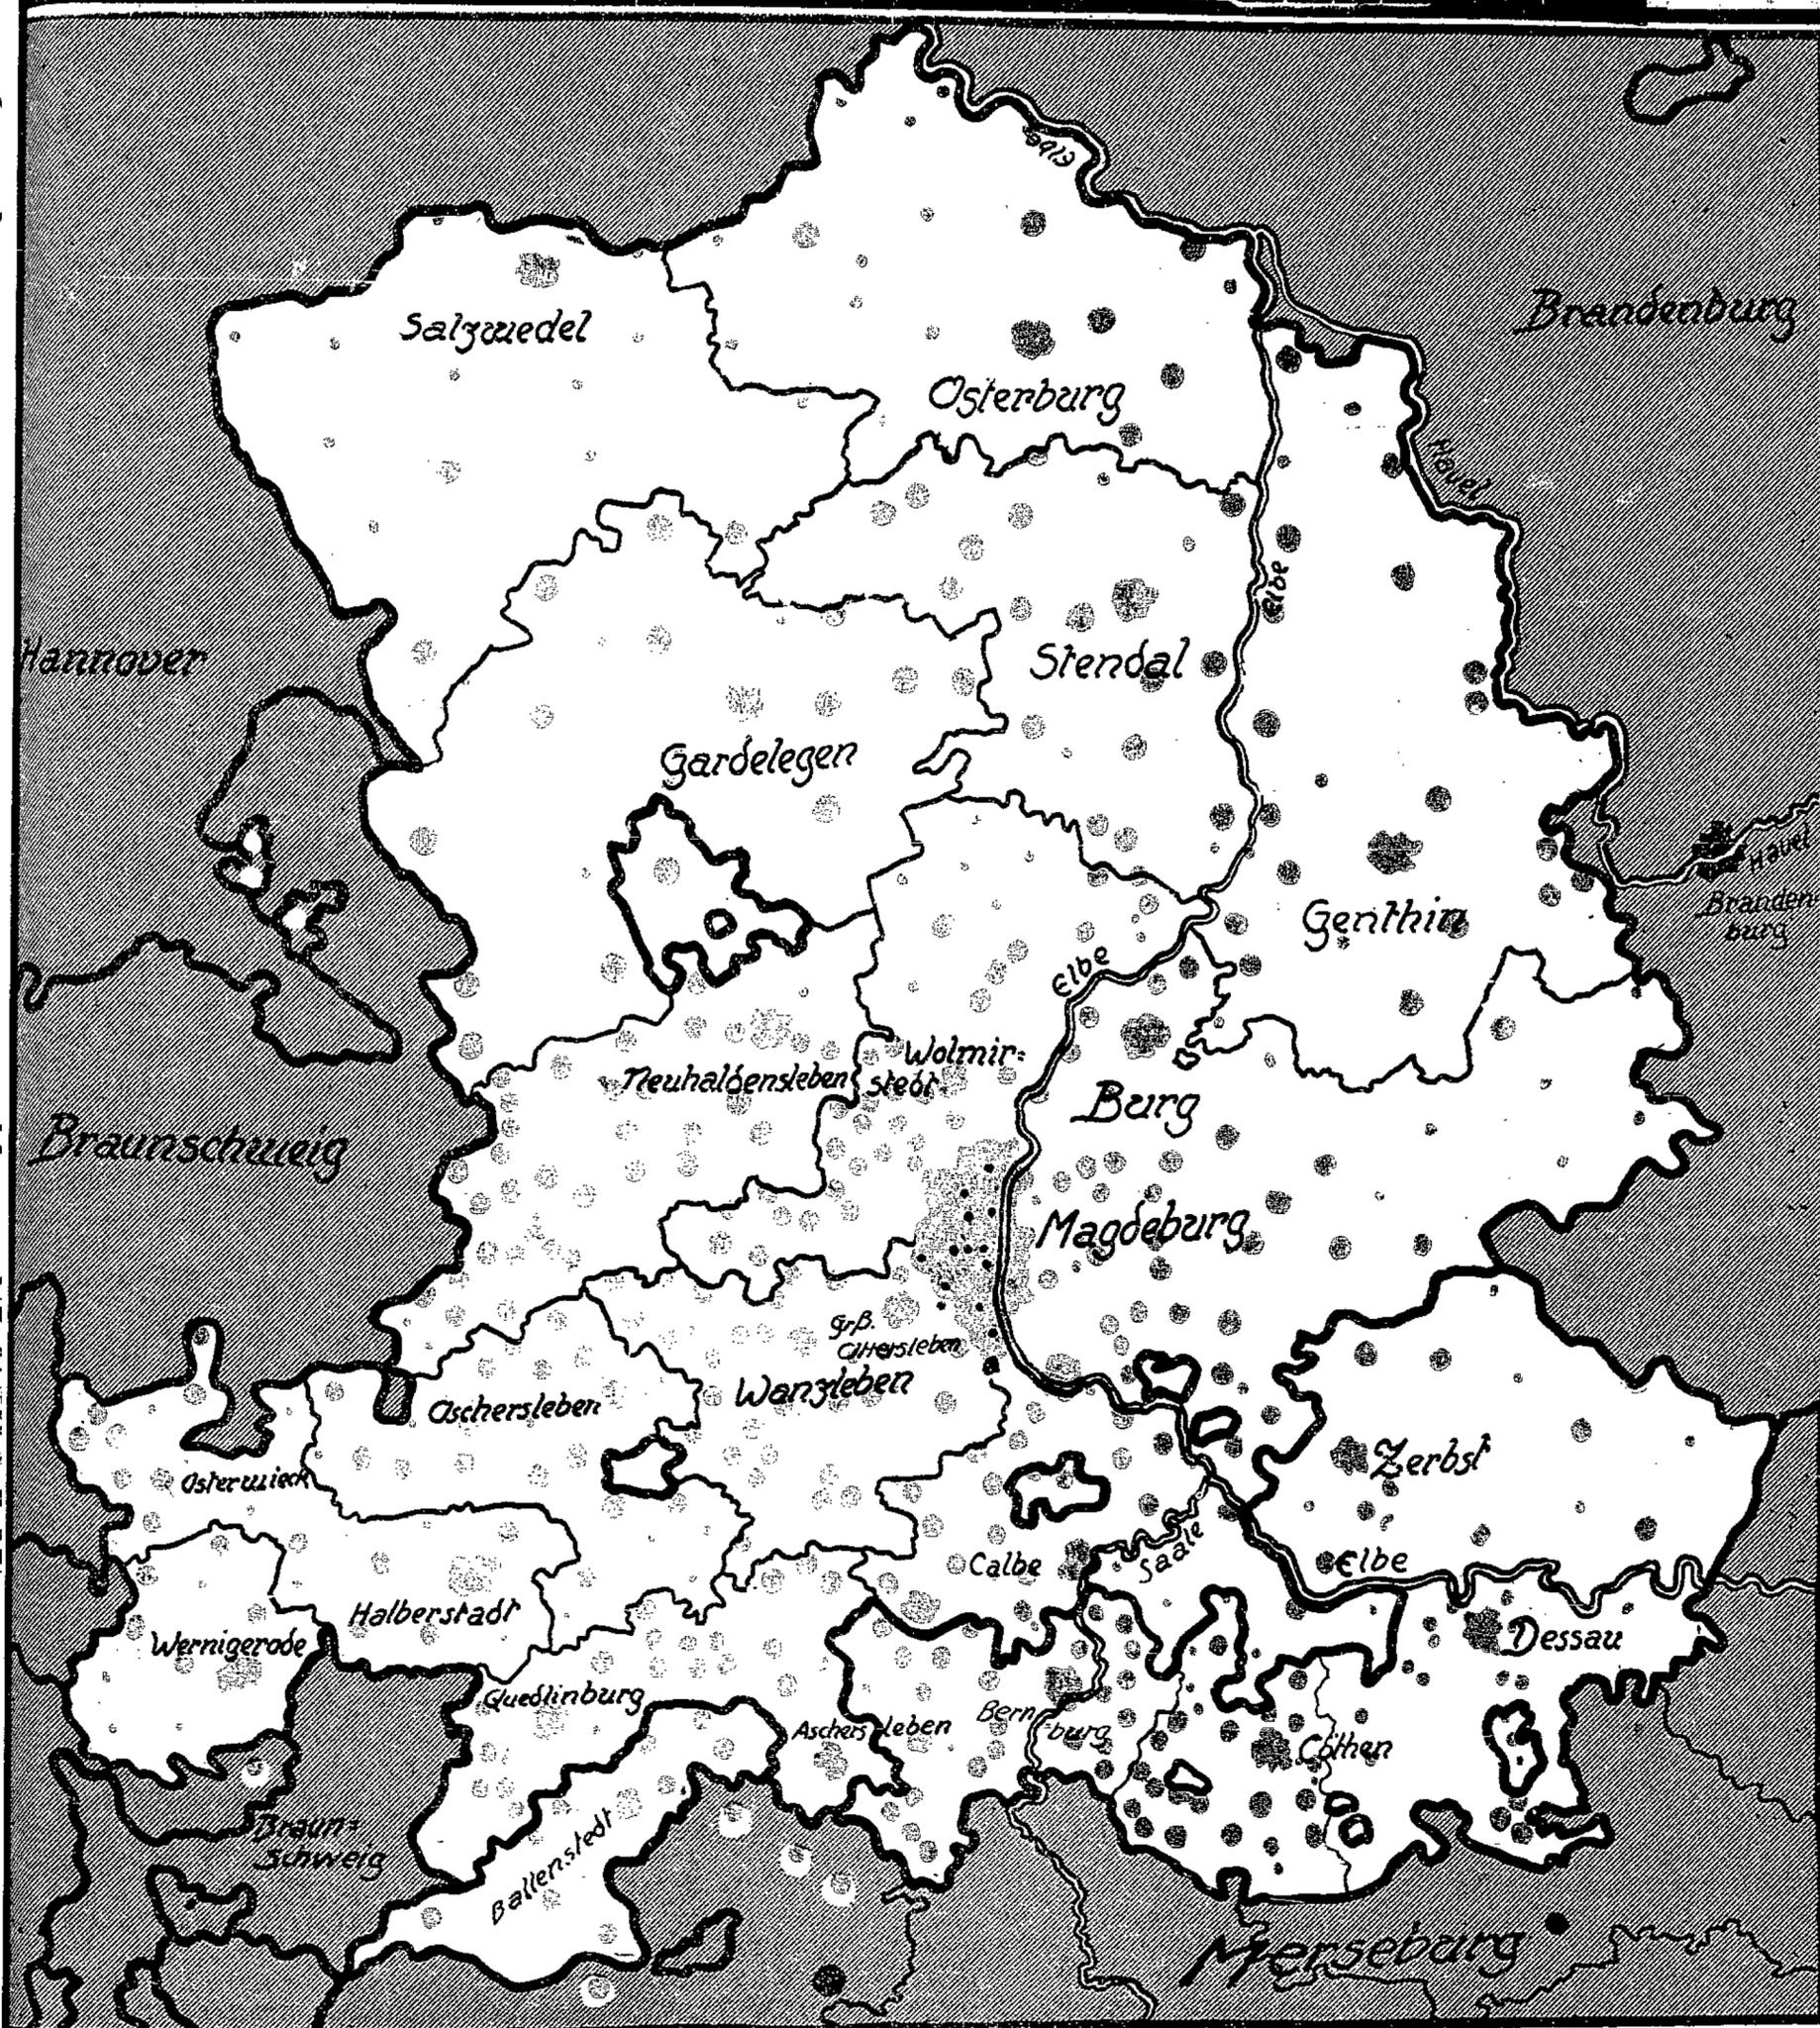 Elbe
Brandenburg
Salzwedel
Osterburg
Havel
Elbe
Hannover
Stendal
Gardelegen
Havel
Branden-
burg
Genthin
Elbe
Wolmir=
stedt
Neuhaldensleben
Burg
Braunschweig
Magdeburg
Grß.
Ottersleben
Wanzleben
Aschersleben
Zerbst
Osterwieck
Saale
Elbe
Calbe
Halberstadt
Dessau
Wernigerode
Quedlinburg
Aschersleben
Bern-
burg
Cöthen
Braun=
schweig
Ballenstedt
Merseburg